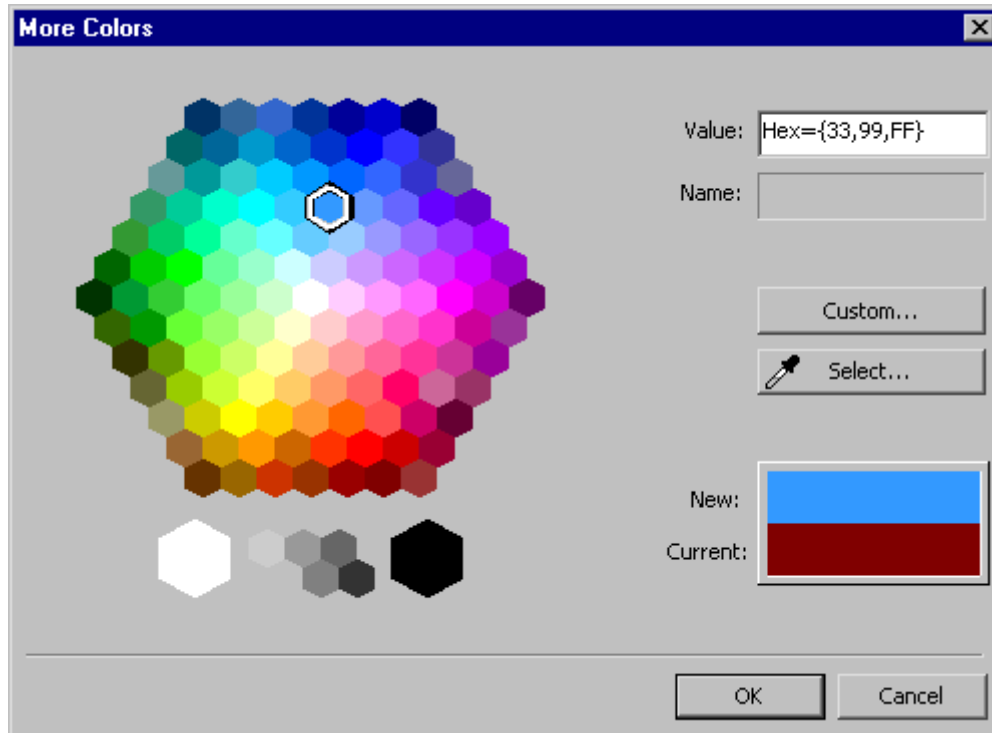 More Colors
Value: Hex={33,99,FF}
Name:
Custom...
Select...
New:
Current:
OK Cancel